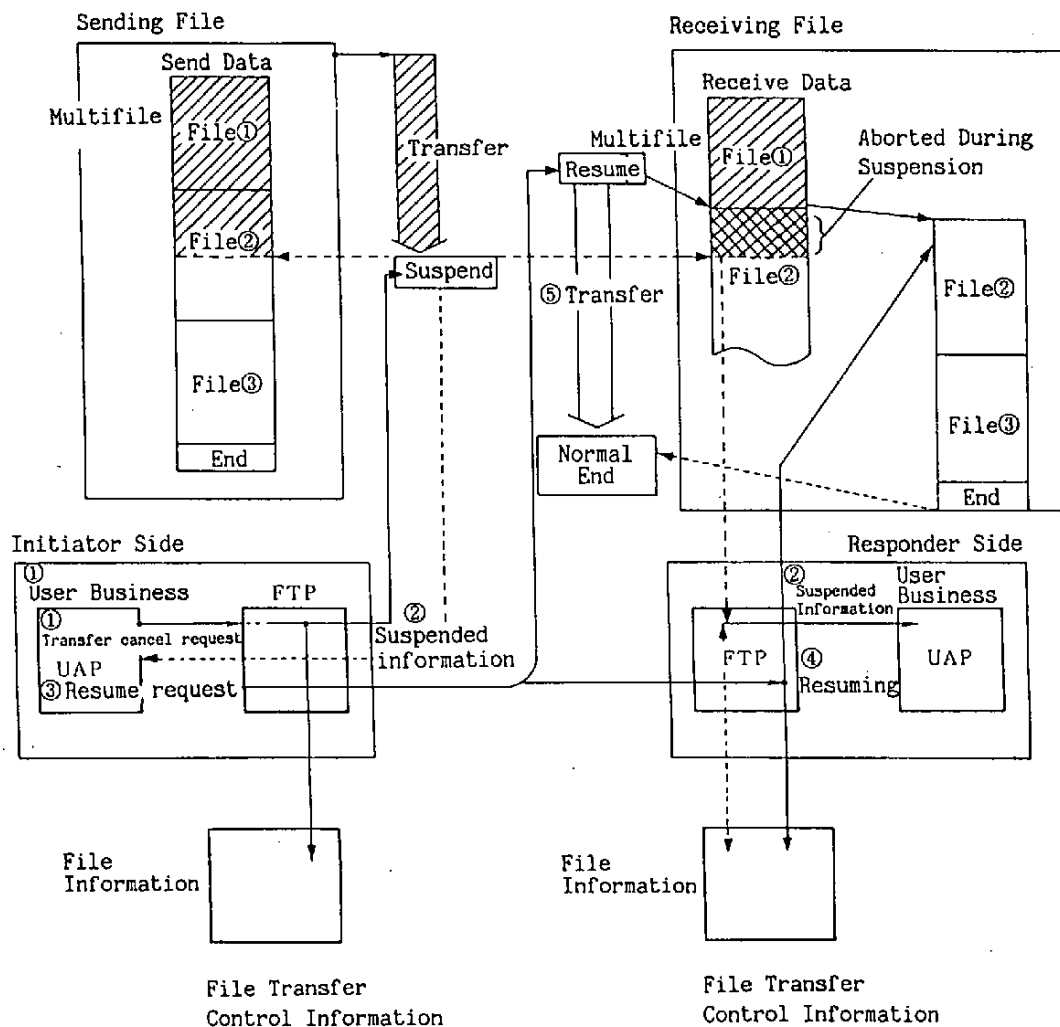 Sending File
Send Data
Multifile
File①
File②
File③
End
Transfer
Suspend
Resume
⑤Transfer
Normal
End
Receiving File
Receive Data
Multifile
File①
File②
Aborted During
Suspension
File②
File③
End
Initiator Side
①
User Business
①
Transfer cancel request
UAP
③Resume request
FTP
②
Suspended
information
Responder Side
②
Suspended
Information
User
Business
FTP
④
Resuming
UAP
File
Information
File Transfer
Control Information
File
Information
File Transfer
Control Information